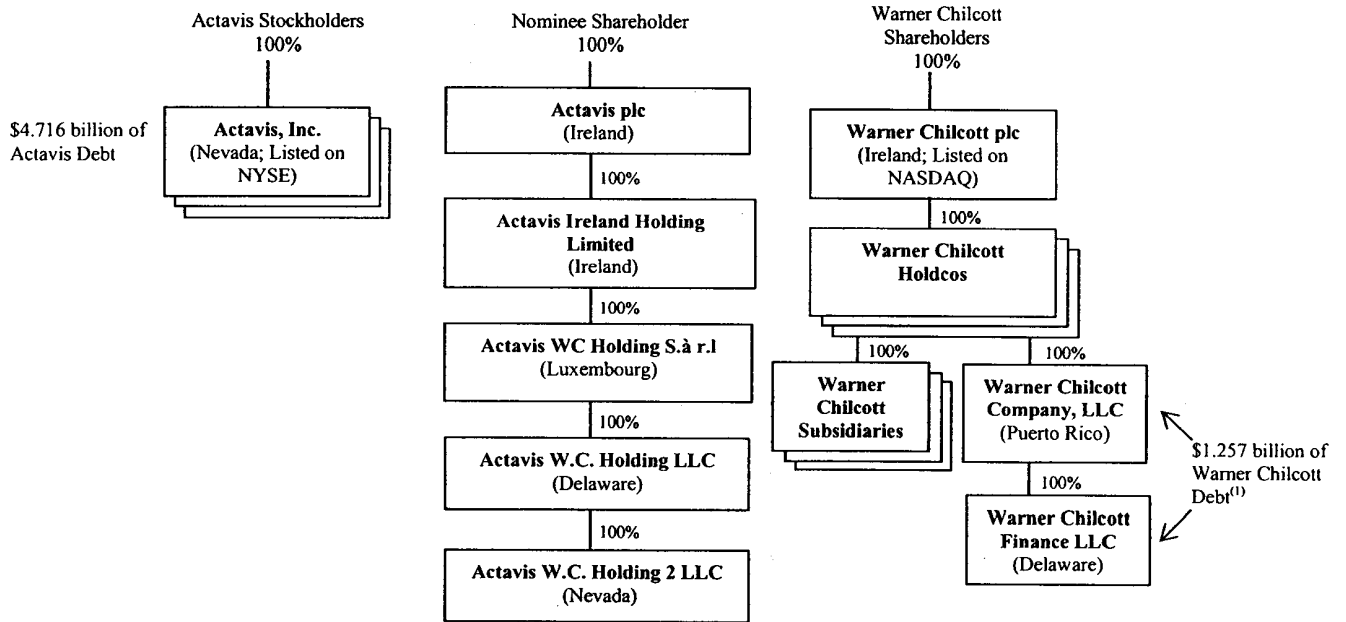 Actavis Stockholders
100%
$4.716 billion of
Actavis Debt
Actavis, Inc.
(Nevada; Listed on
NYSE)
Nominee Shareholder
100%
Actavis plc
(Ireland)
100%
Actavis Ireland Holding
Limited
(Ireland)
100%
Actavis WC Holding S.à r.l
(Luxembourg)
100%
Actavis W.C. Holding LLC
(Delaware)
100%
Actavis W.C. Holding 2 LLC
(Nevada)
Warner Chilcott
Shareholders
100%
Warner Chilcott plc
(Ireland; Listed on
NASDAQ)
100%
Warner Chilcott
Holdcos
100%
Warner
Chilcott
Subsidiaries
100%
Warner Chilcott
Company, LLC
(Puerto Rico)
100%
Warner Chilcott
Finance LLC
(Delaware)
$1.257 billion of
Warner Chilcott
Debt(1)